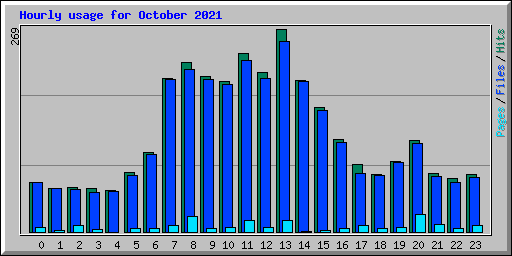 Hourly usage for October 2021
269
Pages/Files/Hits
0 1 2 3 4 5 6 7 8 9 10 11 12 13 14 15 16 17 18 19 20 21 22 23